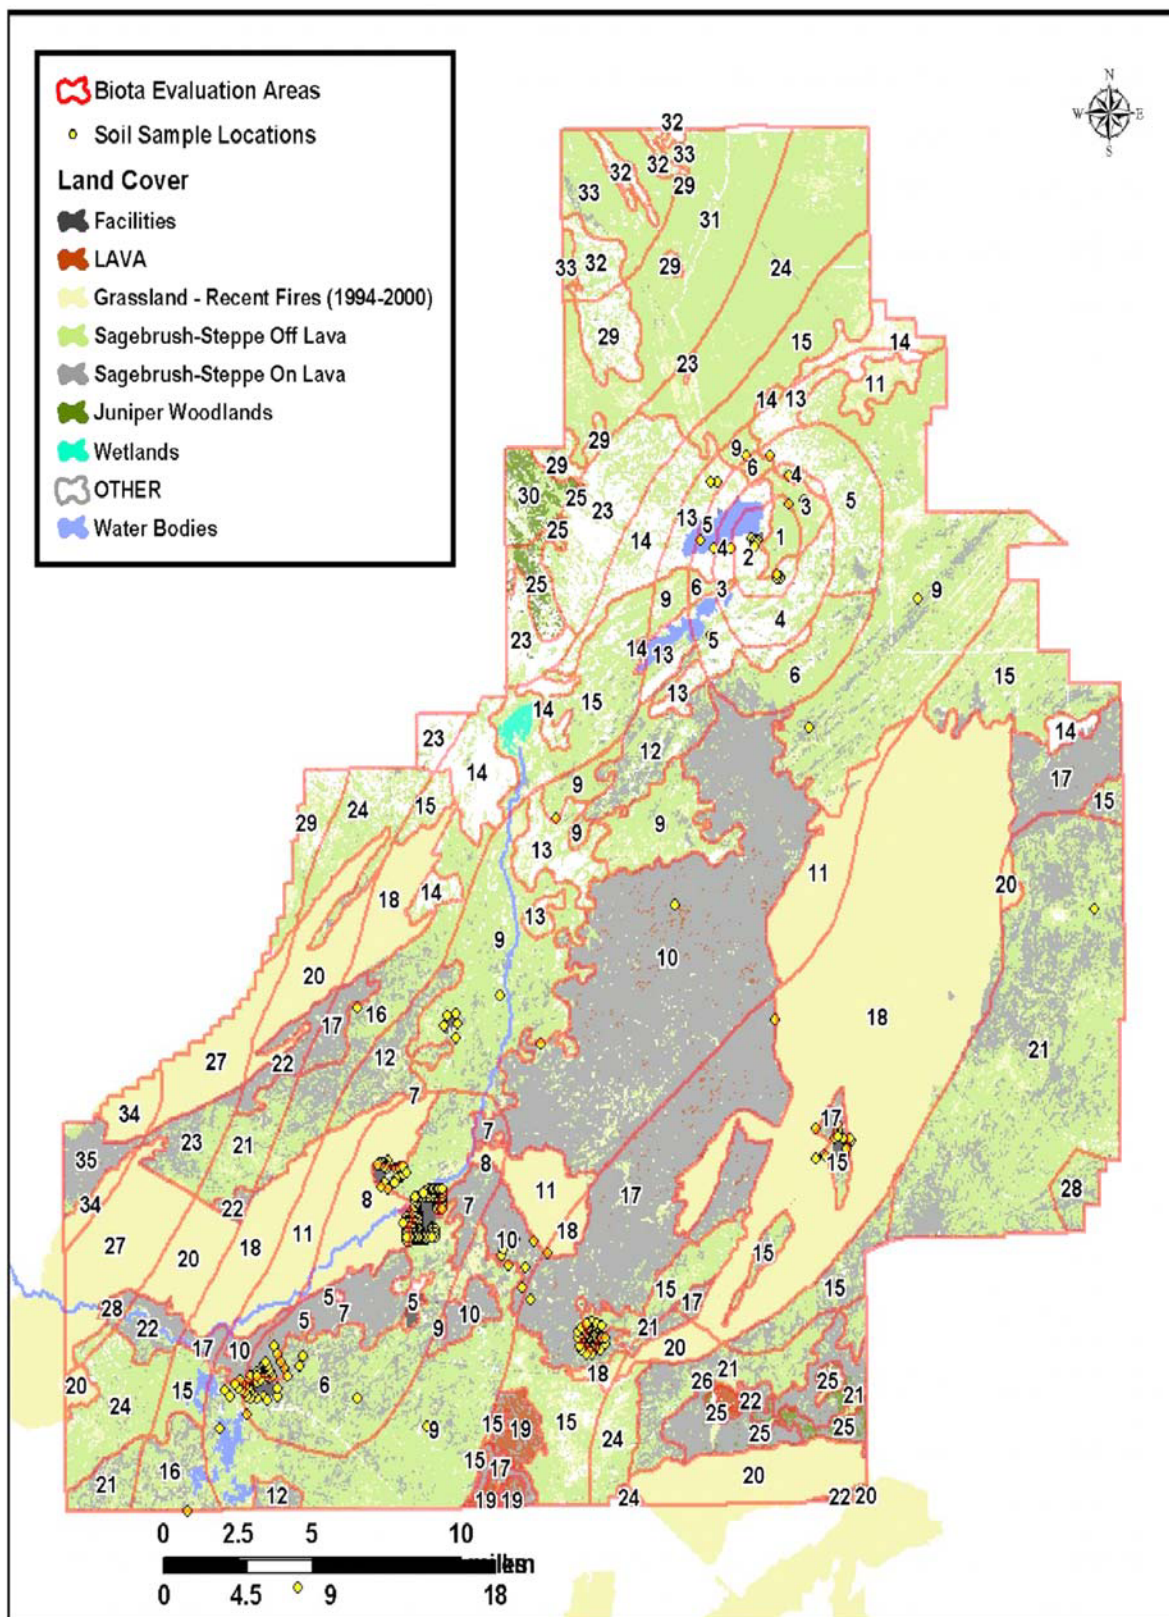 N
W E
S
Biota Evaluation Areas
Soil Sample Locations
Land Cover
Facilities
LAVA
Grassland - Recent Fires (1994-2000)
Sagebrush-Steppe Off Lava
Sagebrush-Steppe On Lava
Juniper Woodlands
Wetlands
OTHER
Water Bodies
32
33
32
32
29
33
31
33 32 29 24
29
15 14
23
11
14 13
29
9
29 6 4
30 25 5
23 3
25 13 5 1
14 4 2
25
9 6 3 9
4
23 14 13 5
6 15
13
14 15
23 12 14
14 17
9 15
29 24 15
9 9
13
11
18 14 20
13
9
10
20
16 18
17
21
12
27 22
7
34 17
23 21 7
35 15
8
22 8 7 11 17 28
34 11
18
27 20 18 10
15
15
28 5 15
22 5 7 5 10 17
9 21
17 10 20
18
20 6 21
26 25
24 15 22 21
25 25
15 19 15
9 24 25
15
21 16 17 20
12 19 19 24 22 20
0 2.5 5 10
0 4.5 9 18